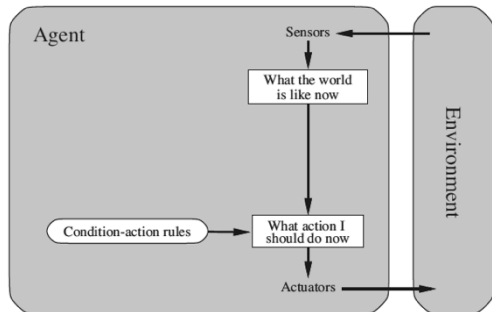 Agent
Sensors
What the world
is like now
Environment
Condition-action rules
What action I
should do now
Actuators